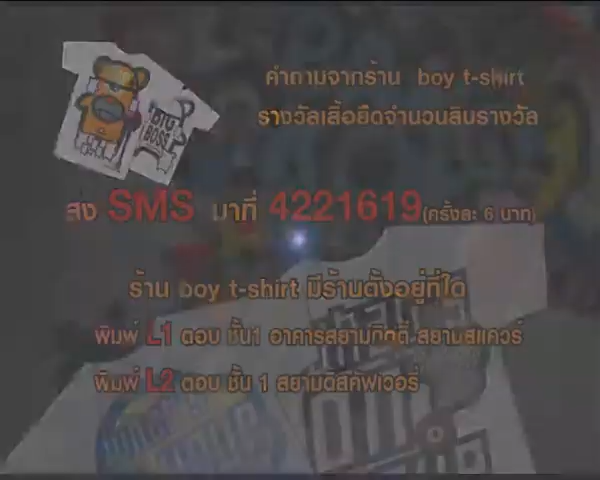 BIG
BOSS
คำถามจากร้าน boy t-shirt
รางวัลเสื้อยืดจำนวนสิบรางวัล
ส่ง SMS มาที่ 4221619 (ครั้งละ 6 บาท)
ร้าน boy t-shirt มีร้านตั้งอยู่ที่ใด
พิมพ์ L1 ตอบ ชั้น1 อาคารสยามกิตติ์ สยามสแควร์
พิมพ์ L2 ตอบ ชั้น 1 สยามดิสคัฟเวอรี่